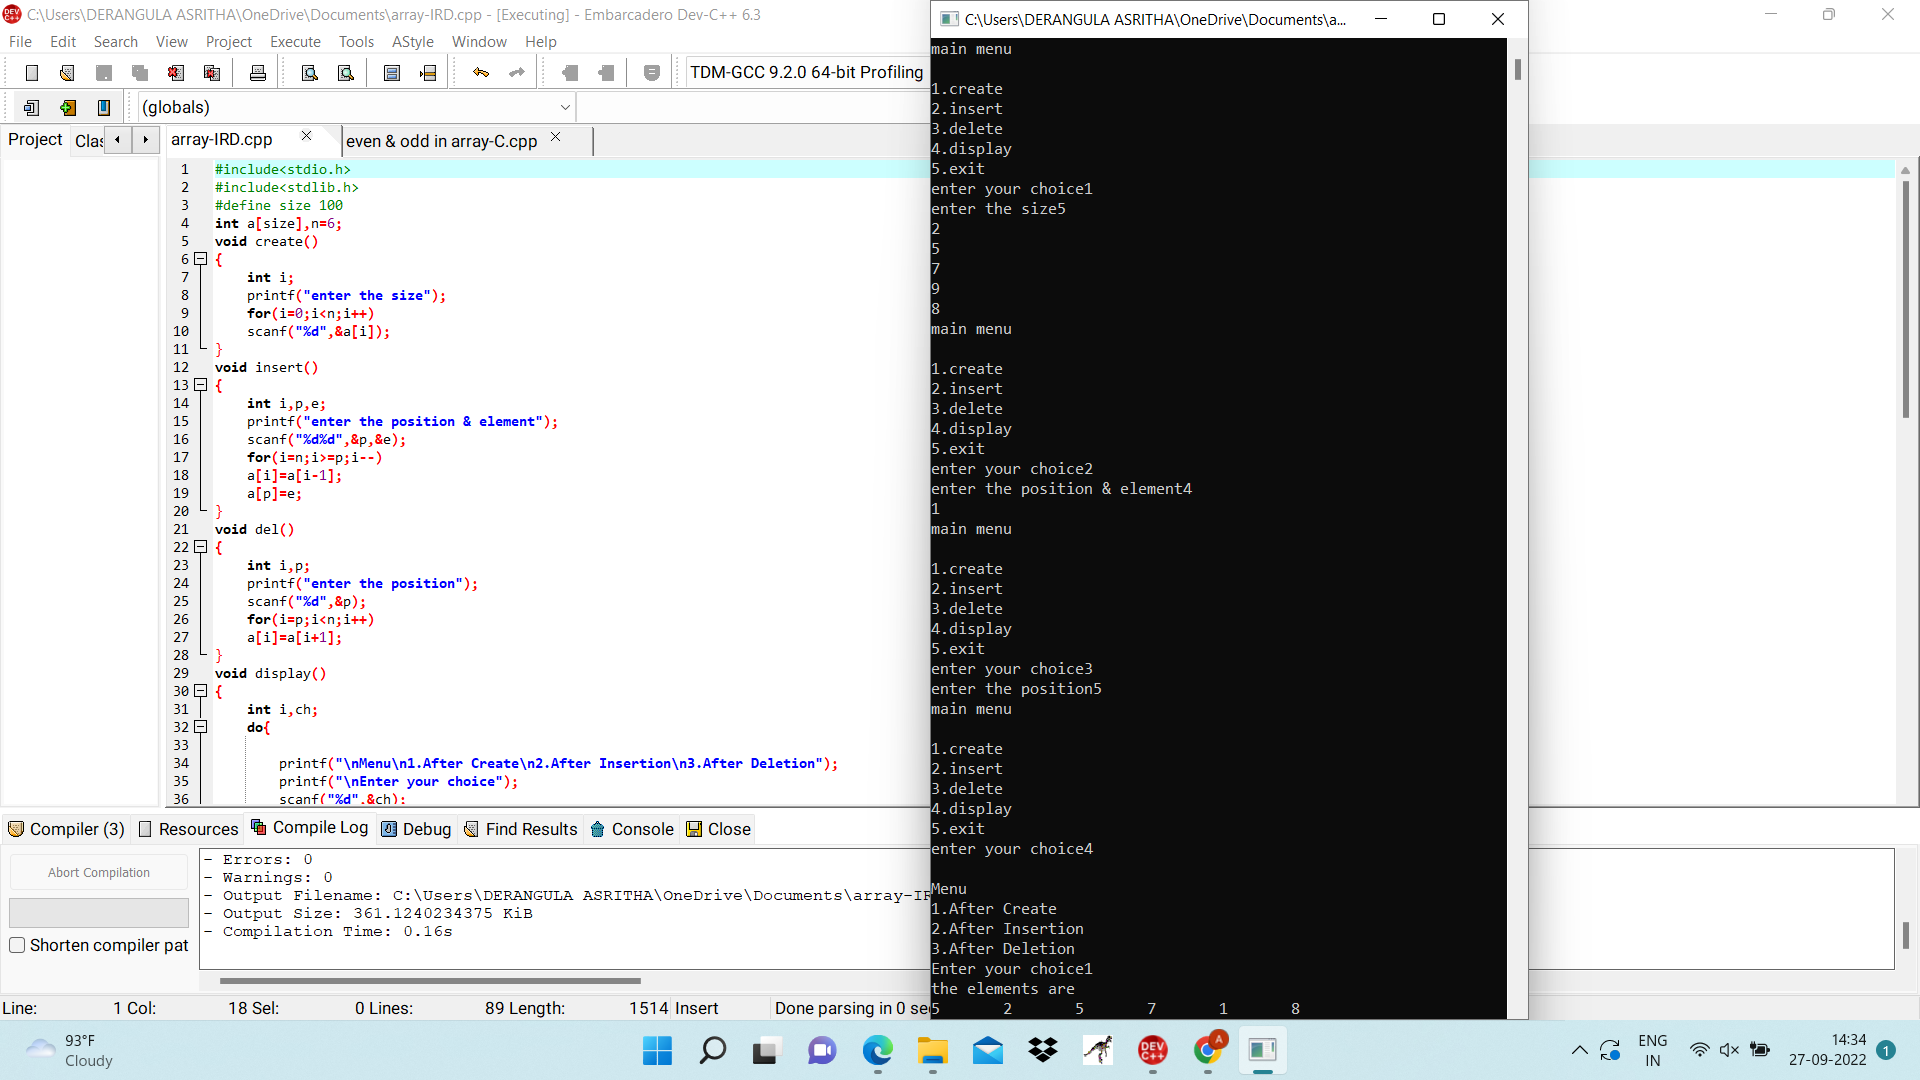 C:\Users\DERANGULA ASRITHA\OneDrive\Documents\array-IRD.cpp - [Executing] - Embarcadero Dev-C++ 6.3
File Edit Search View Project Execute Tools AStyle Window Help
TDM-GCC 9.2.0 64-bit Profiling
(globals)
Project Clas array-IRD.cpp even & odd in array-C.cpp
1 #include<stdio.h>
2 #include<stdlib.h>
3 #define size 100
4 int a[size],n=6;
5 void create()
6 {
7 int i;
8 printf("enter the size");
9 for(i=0;i<n;i++)
10 scanf("%d",&a[i]);
11 }
12 void insert()
13 {
14 int i,p,e;
15 printf("enter the position & element");
16 scanf("%d%d",&p,&e);
17 for(i=n;i>=p;i--)
18 a[i]=a[i-1];
19 a[p]=e;
20 }
21 void del()
22 {
23 int i,p;
24 printf("enter the position");
25 scanf("%d",&p);
26 for(i=p;i<n;i++)
27 a[i]=a[i+1];
28 }
29 void display()
30 {
31 int i,ch;
32 do{
33
34 printf("\nMenu\n1.After Create\n2.After Insertion\n3.After Deletion");
35 printf("\nEnter your choice");
36 scanf("%d",&ch);
Compiler (3) Resources Compile Log Debug Find Results Console Close
Abort Compilation
Shorten compiler pat
- Errors: 0
- Warnings: 0
- Output Filename: C:\Users\DERANGULA ASRITHA\OneDrive\Documents\array-IR
- Output Size: 361.1240234375 KiB
- Compilation Time: 0.16s
Line: 1 Col: 18 Sel: 0 Lines: 89 Length: 1514 Insert Done parsing in 0 se
C:\Users\DERANGULA ASRITHA\OneDrive\Documents\a...
main menu
1.create
2.insert
3.delete
4.display
5.exit
enter your choice1
enter the size5
2
5
7
9
8
main menu
1.create
2.insert
3.delete
4.display
5.exit
enter your choice2
enter the position & element4
1
main menu
1.create
2.insert
3.delete
4.display
5.exit
enter your choice3
enter the position5
main menu
1.create
2.insert
3.delete
4.display
5.exit
enter your choice4
Menu
1.After Create
2.After Insertion
3.After Deletion
Enter your choice1
the elements are
5 2 5 7 1 8
93°F
Cloudy
DEV C++
A
ENG
IN
14:34
27-09-2022
1